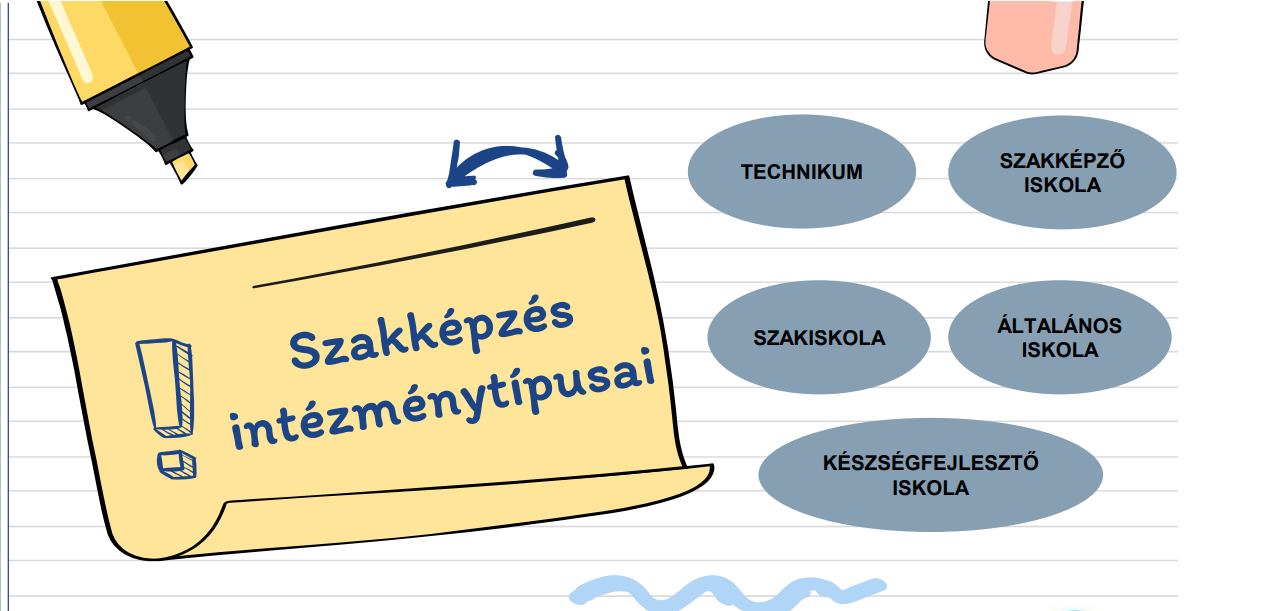 Szakképzés
intézménytípusai
TECHNIKUM
SZAKKÉPZŐ
ISKOLA
SZAKISKOLA
ÁLTALÁNOS
ISKOLA
KÉSZSÉGFEJLESZTŐ
ISKOLA